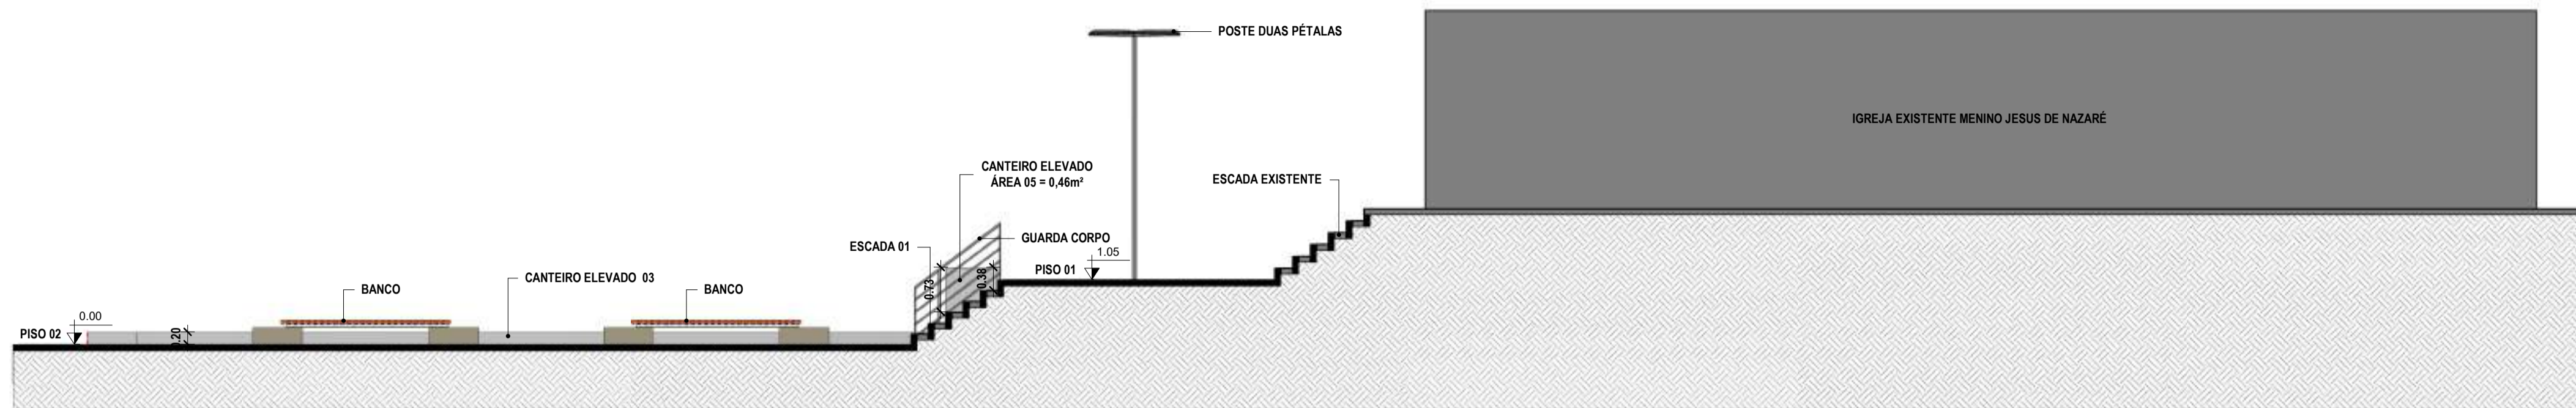 POSTE DUAS PÉTALAS
IGREJA EXISTENTE MENINO JESUS DE NAZARÉ
CANTEIRO ELEVADO
ÁREA 05 = 0,46m²
ESCADA EXISTENTE
GUARDA CORPO
ESCADA 01
1.05
PISO 01
0.38
0.73
CANTEIRO ELEVADO 03
BANCO
BANCO
0.00
PISO 02
0.20